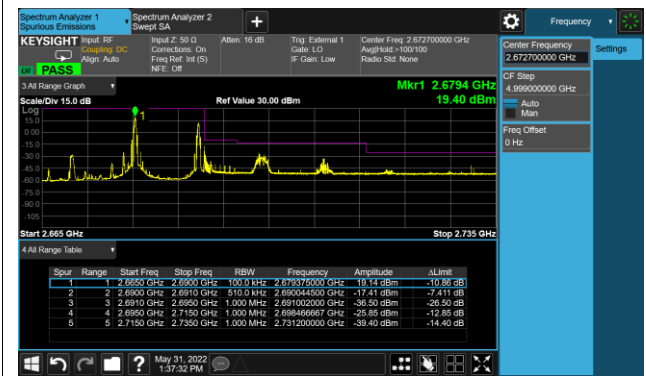 Spectrum Analyzer 1
Spurious Emissions
Spectrum Analyzer 2
Swept SA
Frequency
KEYSIGHT
Input: RF
Coupling: DC
Align: Auto
Input Z: 50 Ω
Corrections: On
Freq Ref: Int (S)
NFE: Off
Atten: 16 dB
Trig: External 1
Gate: LO
IF Gain: Low
Center Freq: 2.672700000 GHz
Avg|Hold:>100/100
Radio Std: None
PASS
Center Frequency
2.672700000 GHz
Settings
CF Step
4.999000000 GHz
Auto
Man
Freq Offset
0 Hz
3 All Range Graph
Mkr1 2.6794 GHz
Scale/Div 15.0 dB
Ref Value 30.00 dBm
19.40 dBm
Log
15.0
0.00
-15.0
-30.0
-45.0
-60.0
-75.0
-90.0
-105
1
Start 2.665 GHz
Stop 2.735 GHz
4 All Range Table
Spur Range Start Freq Stop Freq RBW Frequency Amplitude ΔLimit
1 1 2.6650 GHz 2.6900 GHz 100.0 kHz 2.679375000 GHz 19.14 dBm -10.86 dB
2 2 2.6900 GHz 2.6910 GHz 510.0 kHz 2.690044500 GHz -17.41 dBm -7.411 dB
3 3 2.6910 GHz 2.6950 GHz 1.000 MHz 2.691002000 GHz -36.50 dBm -26.50 dB
4 4 2.6950 GHz 2.7150 GHz 1.000 MHz 2.698466667 GHz -25.85 dBm -12.85 dB
5 5 2.7150 GHz 2.7350 GHz 1.000 MHz 2.731200000 GHz -39.40 dBm -14.40 dB
May 31, 2022
1:37:32 PM